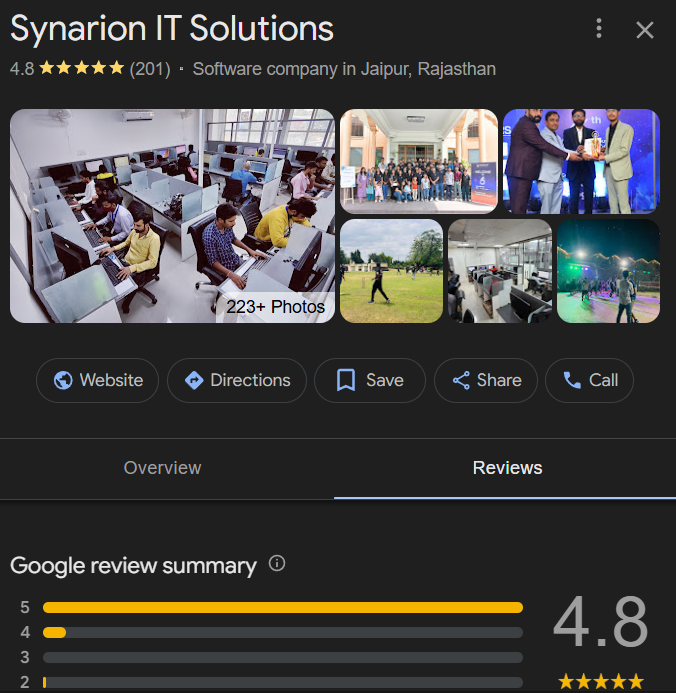 Synarion IT Solutions
4.8 ★★★★★ (201) · Software company in Jaipur, Rajasthan
223+ Photos
Website Directions Save Share Call
Overview Reviews
Google review summary
5
4
3
2
4.8